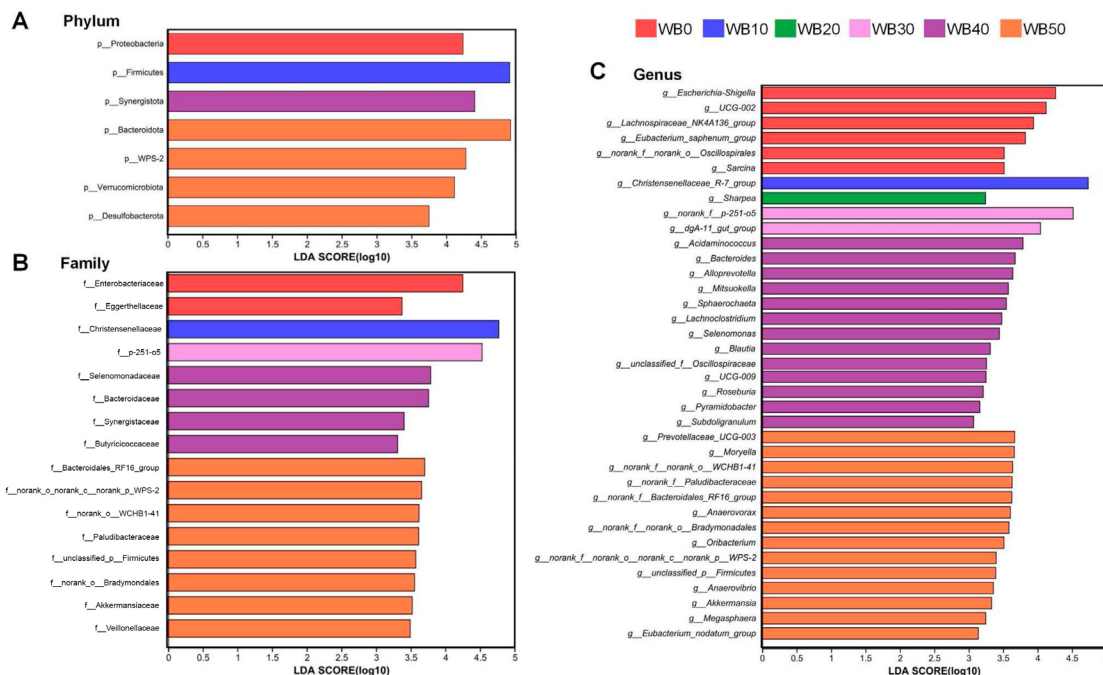 A Phylum
p__Proteobacteria
p__Firmicutes
p__Synergistota
p__Bacteroidota
p__WPS-2
p__Verrucomicrobiota
p__Desulfobacterota
0 0.5 1 1.5 2 2.5 3 3.5 4 4.5 5
LDA SCORE(log10)
B Family
f__Enterobacteriaceae
f__Eggerthellaceae
f__Christensenellaceae
f__p-251-o5
f__Selenomonadaceae
f__Bacteroidaceae
f__Synergistaceae
f__Butyricicoccaceae
f__Bacteroidales_RF16_group
f__norank_o_norank_c__norank_p_WPS-2
f__norank_o__WCHB1-41
f__Paludibacteraceae
f__unclassified_p__Firmicutes
f__norank_o__Bradymondales
f__Akkermansiaceae
f__Veillonellaceae
0 0.5 1 1.5 2 2.5 3 3.5 4 4.5 5
LDA SCORE(log10)
WB0 WB10 WB20 WB30 WB40 WB50
C Genus
g__Escherichia-Shigella
g__UCG-002
g__Lachnospiraceae_NK4A136_group
g__Eubacterium_saphenum_group
g__norank_f__norank_o__Oscillospirales
g__Sarcina
g__Christensenellaceae_R-7_group
g__Sharpea
g__norank_f__p-251-o5
g__dgA-11_gut_group
g__Acidaminococcus
g__Bacteroides
g__Alloprevotella
g__Mitsuokella
g__Sphaerochaeta
g__Lachnoclostridium
g__Selenomonas
g__Blautia
g__unclassified_f__Oscillospiraceae
g__UCG-009
g__Roseburia
g__Pyramidobacter
g__Subdoligranulum
g__Prevotellaceae_UCG-003
g__Moryella
g__norank_f__norank_o__WCHB1-41
g__norank_f__Paludibacteraceae
g__norank_f__Bacteroidales_RF16_group
g__Anaerovorax
g__norank_f__norank_o__Bradymonadales
g__Oribacterium
g__norank_f__norank_o__norank_c__norank_p__WPS-2
g__unclassified_p__Firmicutes
g__Anaerovibrio
g__Akkermansia
g__Megasphaera
g__Eubacterium_nodatum_group
0 0.5 1 1.5 2 2.5 3 3.5 4 4.5
LDA SCORE(log10)